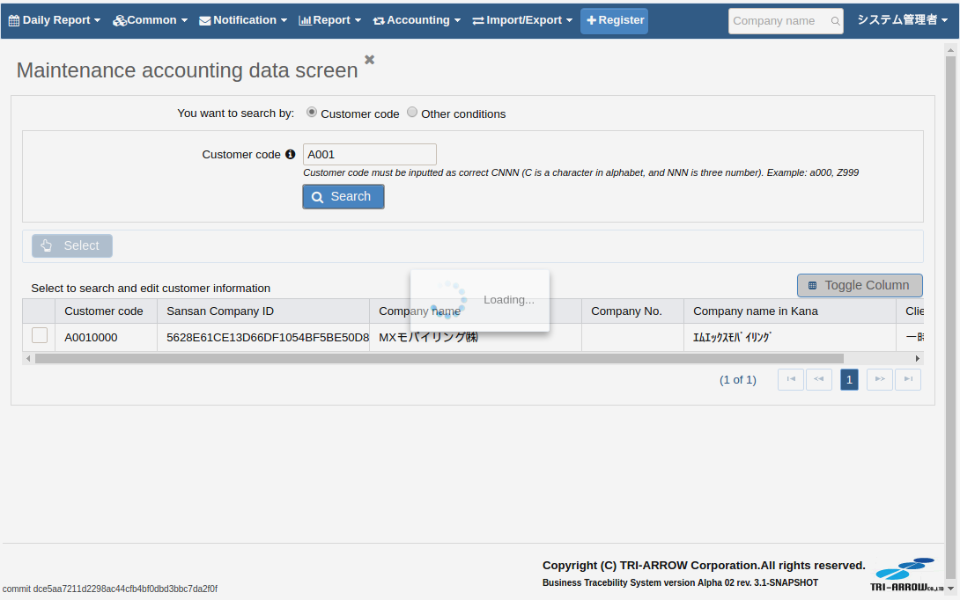 Daily Report Common Notification Report Accounting Import/Export Register Company name システム管理者
Maintenance accounting data screen
You want to search by: Customer code Other conditions
Customer code A001
Customer code must be inputted as correct CNNN (C is a character in alphabet, and NNN is three number). Example: a000, Z999
Search
Select
Loading...
Select to search and edit customer information Toggle Column
Customer code Sansan Company ID Company name Company No. Company name in Kana Clie
A0010000 5628E61CE13D66DF1054BF5BE50D8 MXモバイリング㈱ ｴﾑｴｯｸｽﾓﾊﾞｲﾘﾝｸﾞ 一時
(1 of 1) 1
Copyright (C) TRI-ARROW Corporation.All rights reserved.
Business Tracebility System version Alpha 02 rev. 3.1-SNAPSHOT
TRI-ARROW CO.,LTD
commit dce5aa7211d2298ac44cfb4bf0dbd3bbc7da2f0f